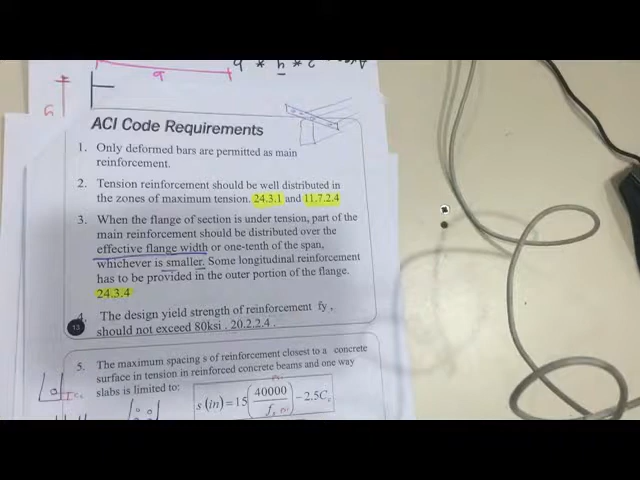 2 * 4 * b
a
ACI Code Requirements
1. Only deformed bars are permitted as main
reinforcement.
2. Tension reinforcement should be well distributed in
the zones of maximum tension. 24.3.1 and 11.7.2.4
3. When the flange of section is under tension, part of the
main reinforcement should be distributed over the
effective flange width or one-tenth of the span,
whichever is smaller. Some longitudinal reinforcement
has to be provided in the outer portion of the flange.
24.3.4
4. The design yield strength of reinforcement fy ,
should not exceed 80ksi . 20.2.2.4 .
13
5. The maximum spacing s of reinforcement closest to a concrete
surface in tension in reinforced concrete beams and one way
slabs is limited to:
s (in) = 15 ( 40000 / fs ) − 2.5Cc